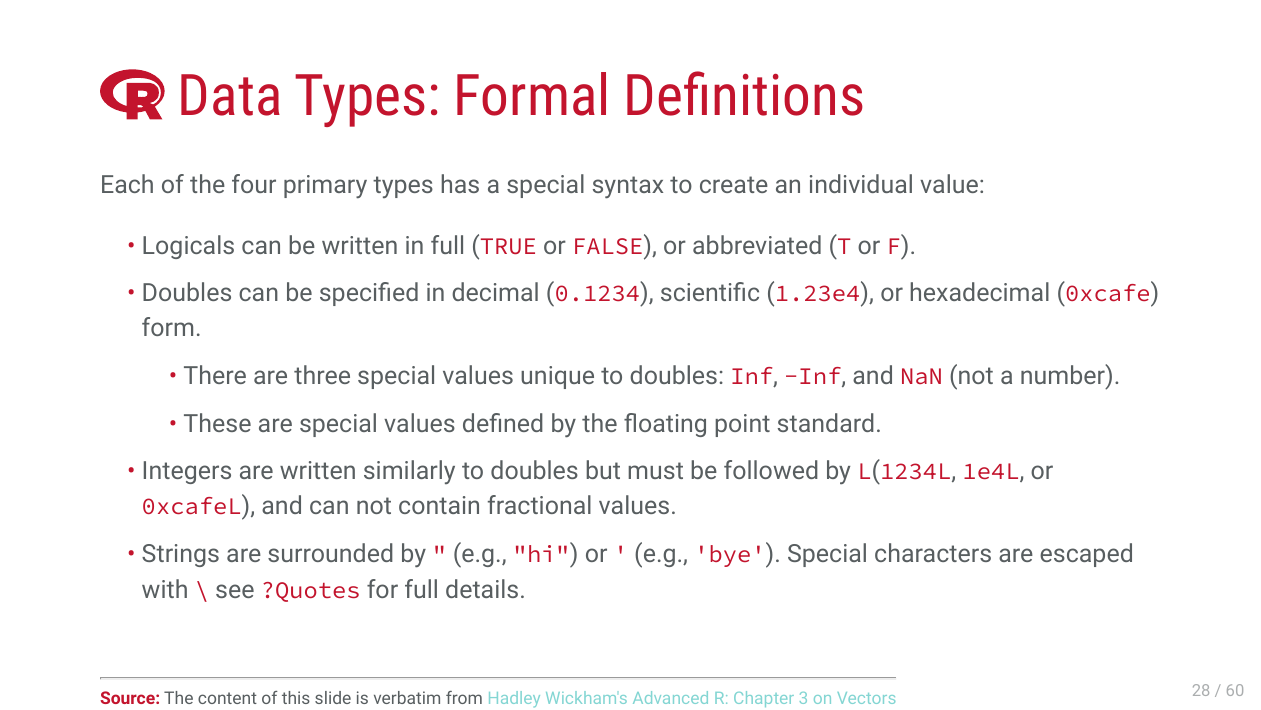 R Data Types: Formal Definitions
Each of the four primary types has a special syntax to create an individual value:
• Logicals can be written in full (TRUE or FALSE), or abbreviated (T or F).
• Doubles can be specified in decimal (0.1234), scientific (1.23e4), or hexadecimal (0xcafe)
form.
• There are three special values unique to doubles: Inf, -Inf, and NaN (not a number).
• These are special values defined by the floating point standard.
• Integers are written similarly to doubles but must be followed by L(1234L, 1e4L, or
0xcafeL), and can not contain fractional values.
• Strings are surrounded by " (e.g., "hi") or ' (e.g., 'bye'). Special characters are escaped
with \ see ?Quotes for full details.
Source: The content of this slide is verbatim from Hadley Wickham's Advanced R: Chapter 3 on Vectors
28 / 60